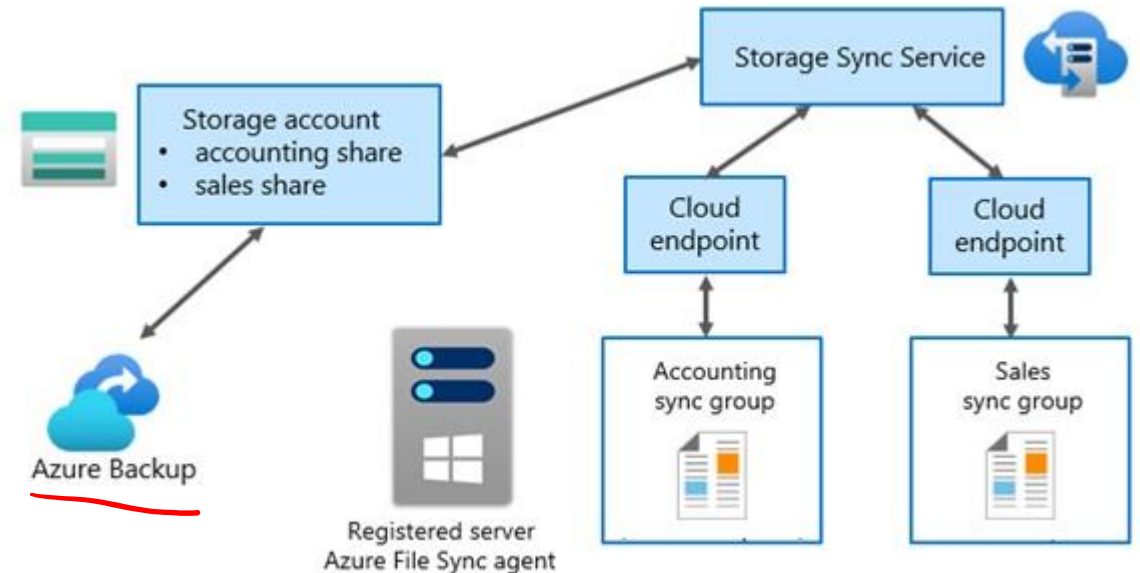 Storage Sync Service
Storage account
• accounting share
• sales share
Cloud
endpoint
Cloud
endpoint
Accounting
sync group
Sales
sync group
Azure Backup
Registered server
Azure File Sync agent